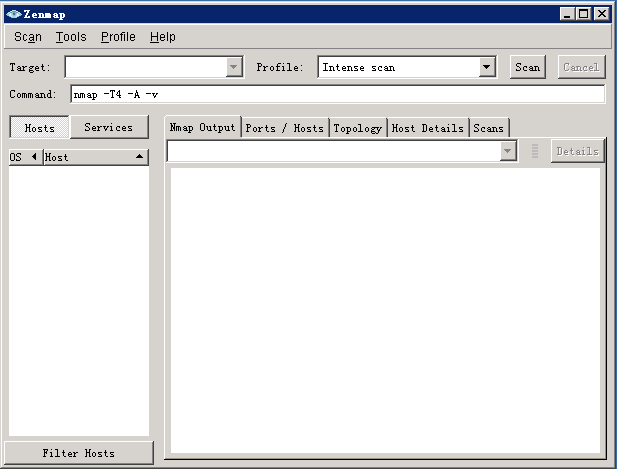 Zenmap
Scan Tools Profile Help
Target: Profile: Intense scan Scan Cancel
Command: nmap -T4 -A -v
Hosts Services Nmap Output Ports / Hosts Topology Host Details Scans
OS Host Details
Filter Hosts